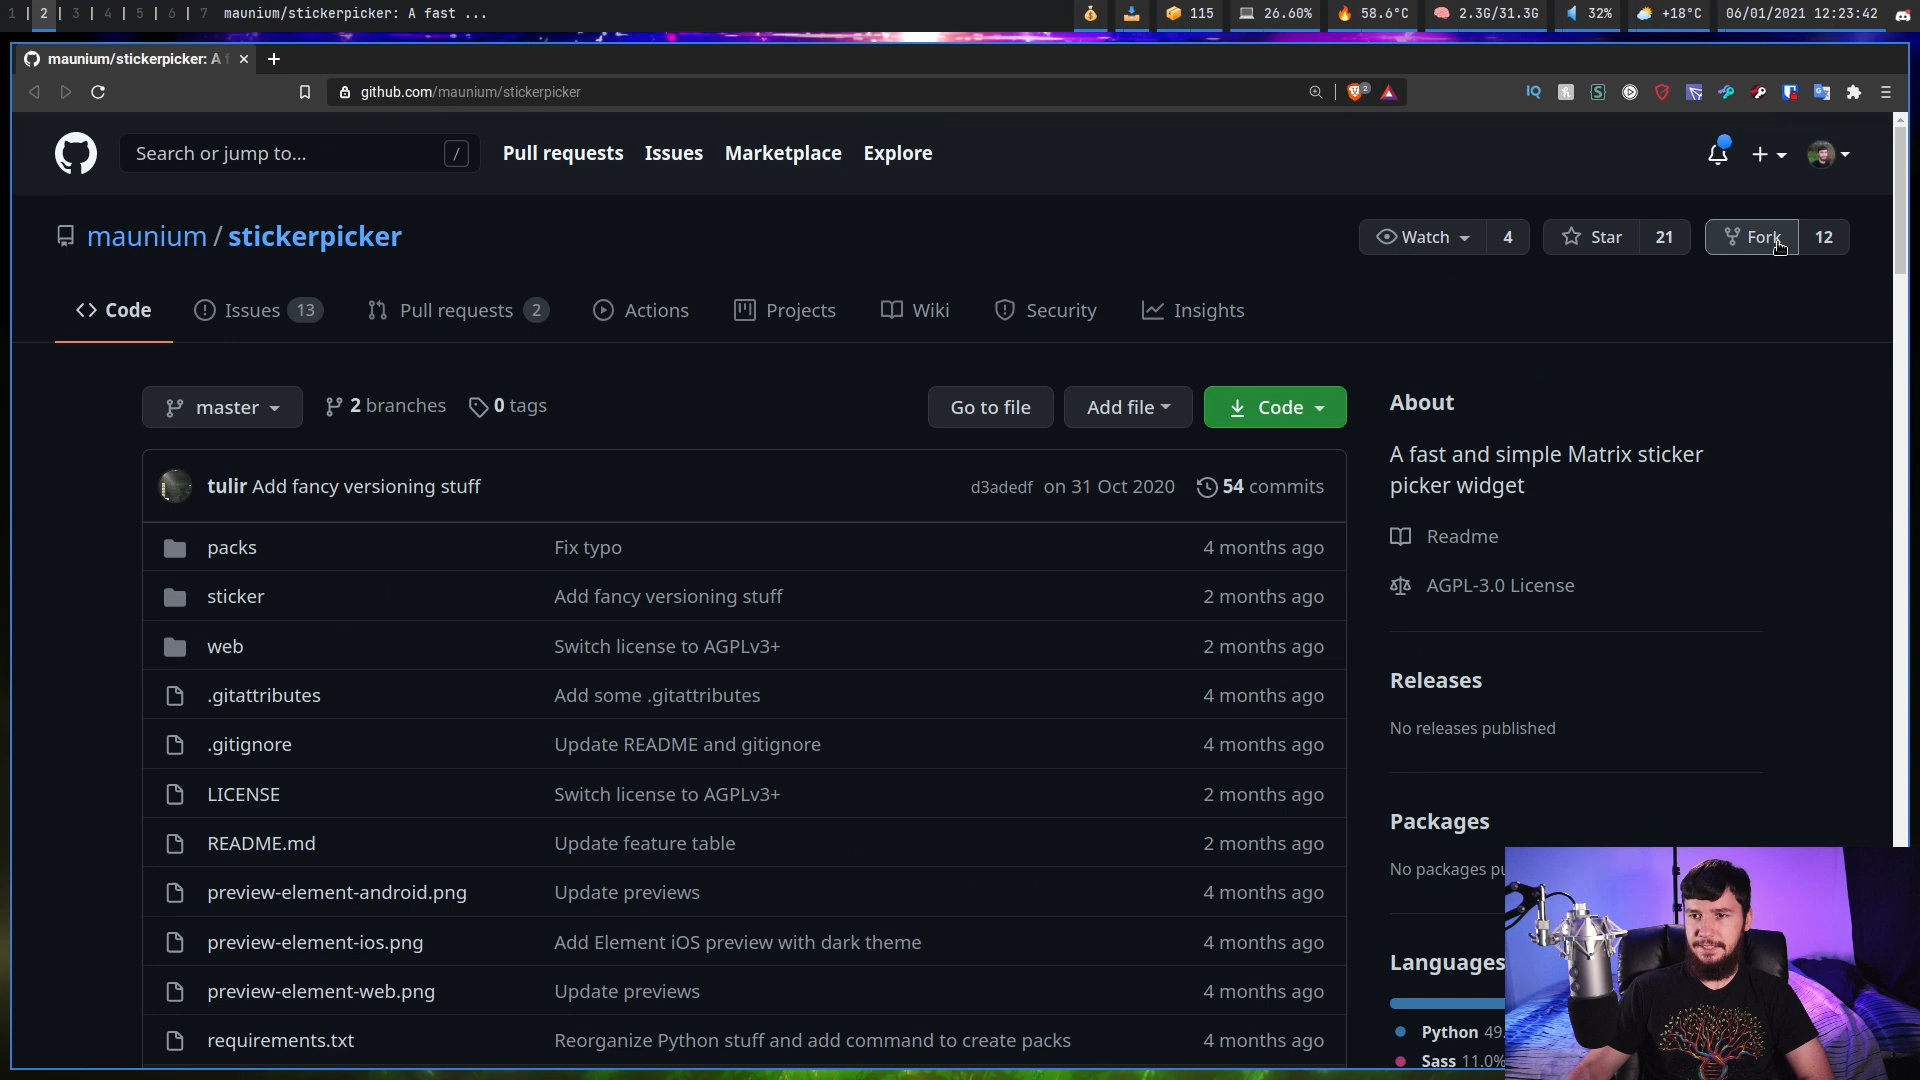 1 | 2 | 3 | 4 | 5 | 6 | 7 maunium/stickerpicker: A fast ... 115 26.60% 58.6°C 2.3G/31.3G 32% +18°C 06/01/2021 12:23:42
maunium/stickerpicker: A
github.com/maunium/stickerpicker
Search or jump to... / Pull requests Issues Marketplace Explore
maunium / stickerpicker Watch 4 Star 21 Fork 12
Code Issues 13 Pull requests 2 Actions Projects Wiki Security Insights
master 2 branches 0 tags Go to file Add file Code
tulir Add fancy versioning stuff d3adedf on 31 Oct 2020 54 commits
packs Fix typo 4 months ago
sticker Add fancy versioning stuff 2 months ago
web Switch license to AGPLv3+ 2 months ago
.gitattributes Add some .gitattributes 4 months ago
.gitignore Update README and gitignore 4 months ago
LICENSE Switch license to AGPLv3+ 2 months ago
README.md Update feature table 2 months ago
preview-element-android.png Update previews 4 months ago
preview-element-ios.png Add Element iOS preview with dark theme 4 months ago
preview-element-web.png Update previews 4 months ago
requirements.txt Reorganize Python stuff and add command to create packs 4 months ago
About
A fast and simple Matrix sticker
picker widget
Readme
AGPL-3.0 License
Releases
No releases published
Packages
No packages
Languages
Python 49
Sass 11.0%